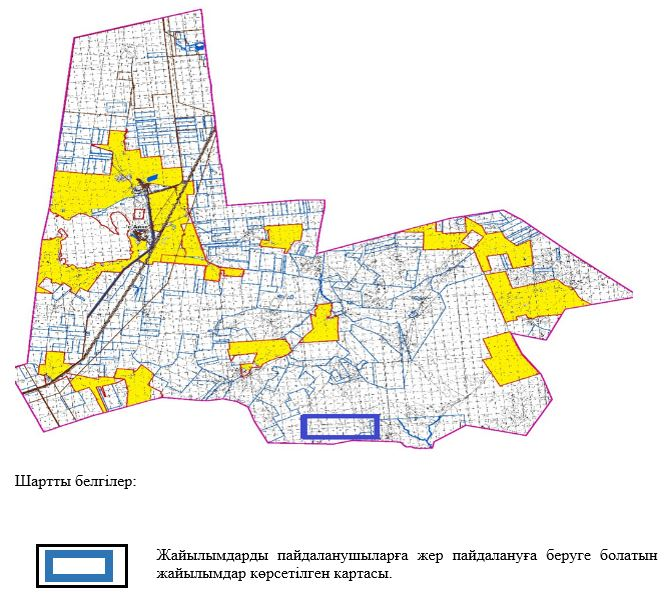 Шартты белгілер:
Жайылымдарды пайдаланушыларға жер пайдалануға беруге болатын
жайылымдар көрсетілген картасы.